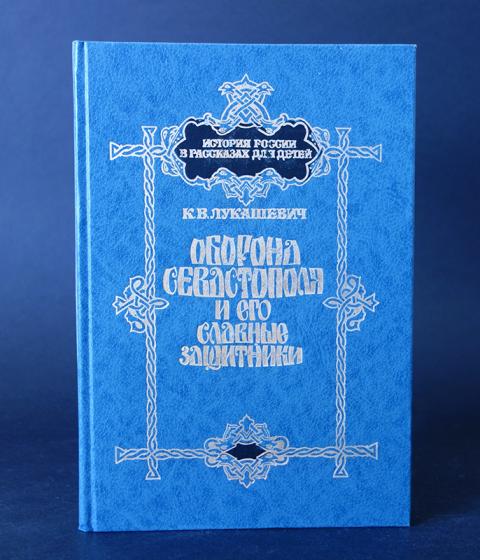 ИСТОРИЯ РОССИИ
В РАССКАЗАХ ДЛЯ ДЕТЕЙ
К.В. ЛУКАШЕВИЧ
ОБОРОНА
СЕВАСТОПОЛЯ
И ЕГО
СЛАВНЫЕ
ЗАЩИТНИКИ